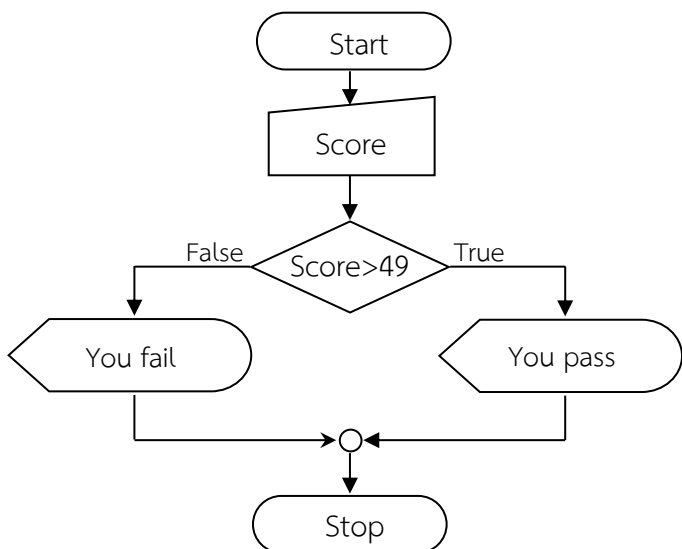 Start
Score
False
Score>49
True
You fail
You pass
Stop